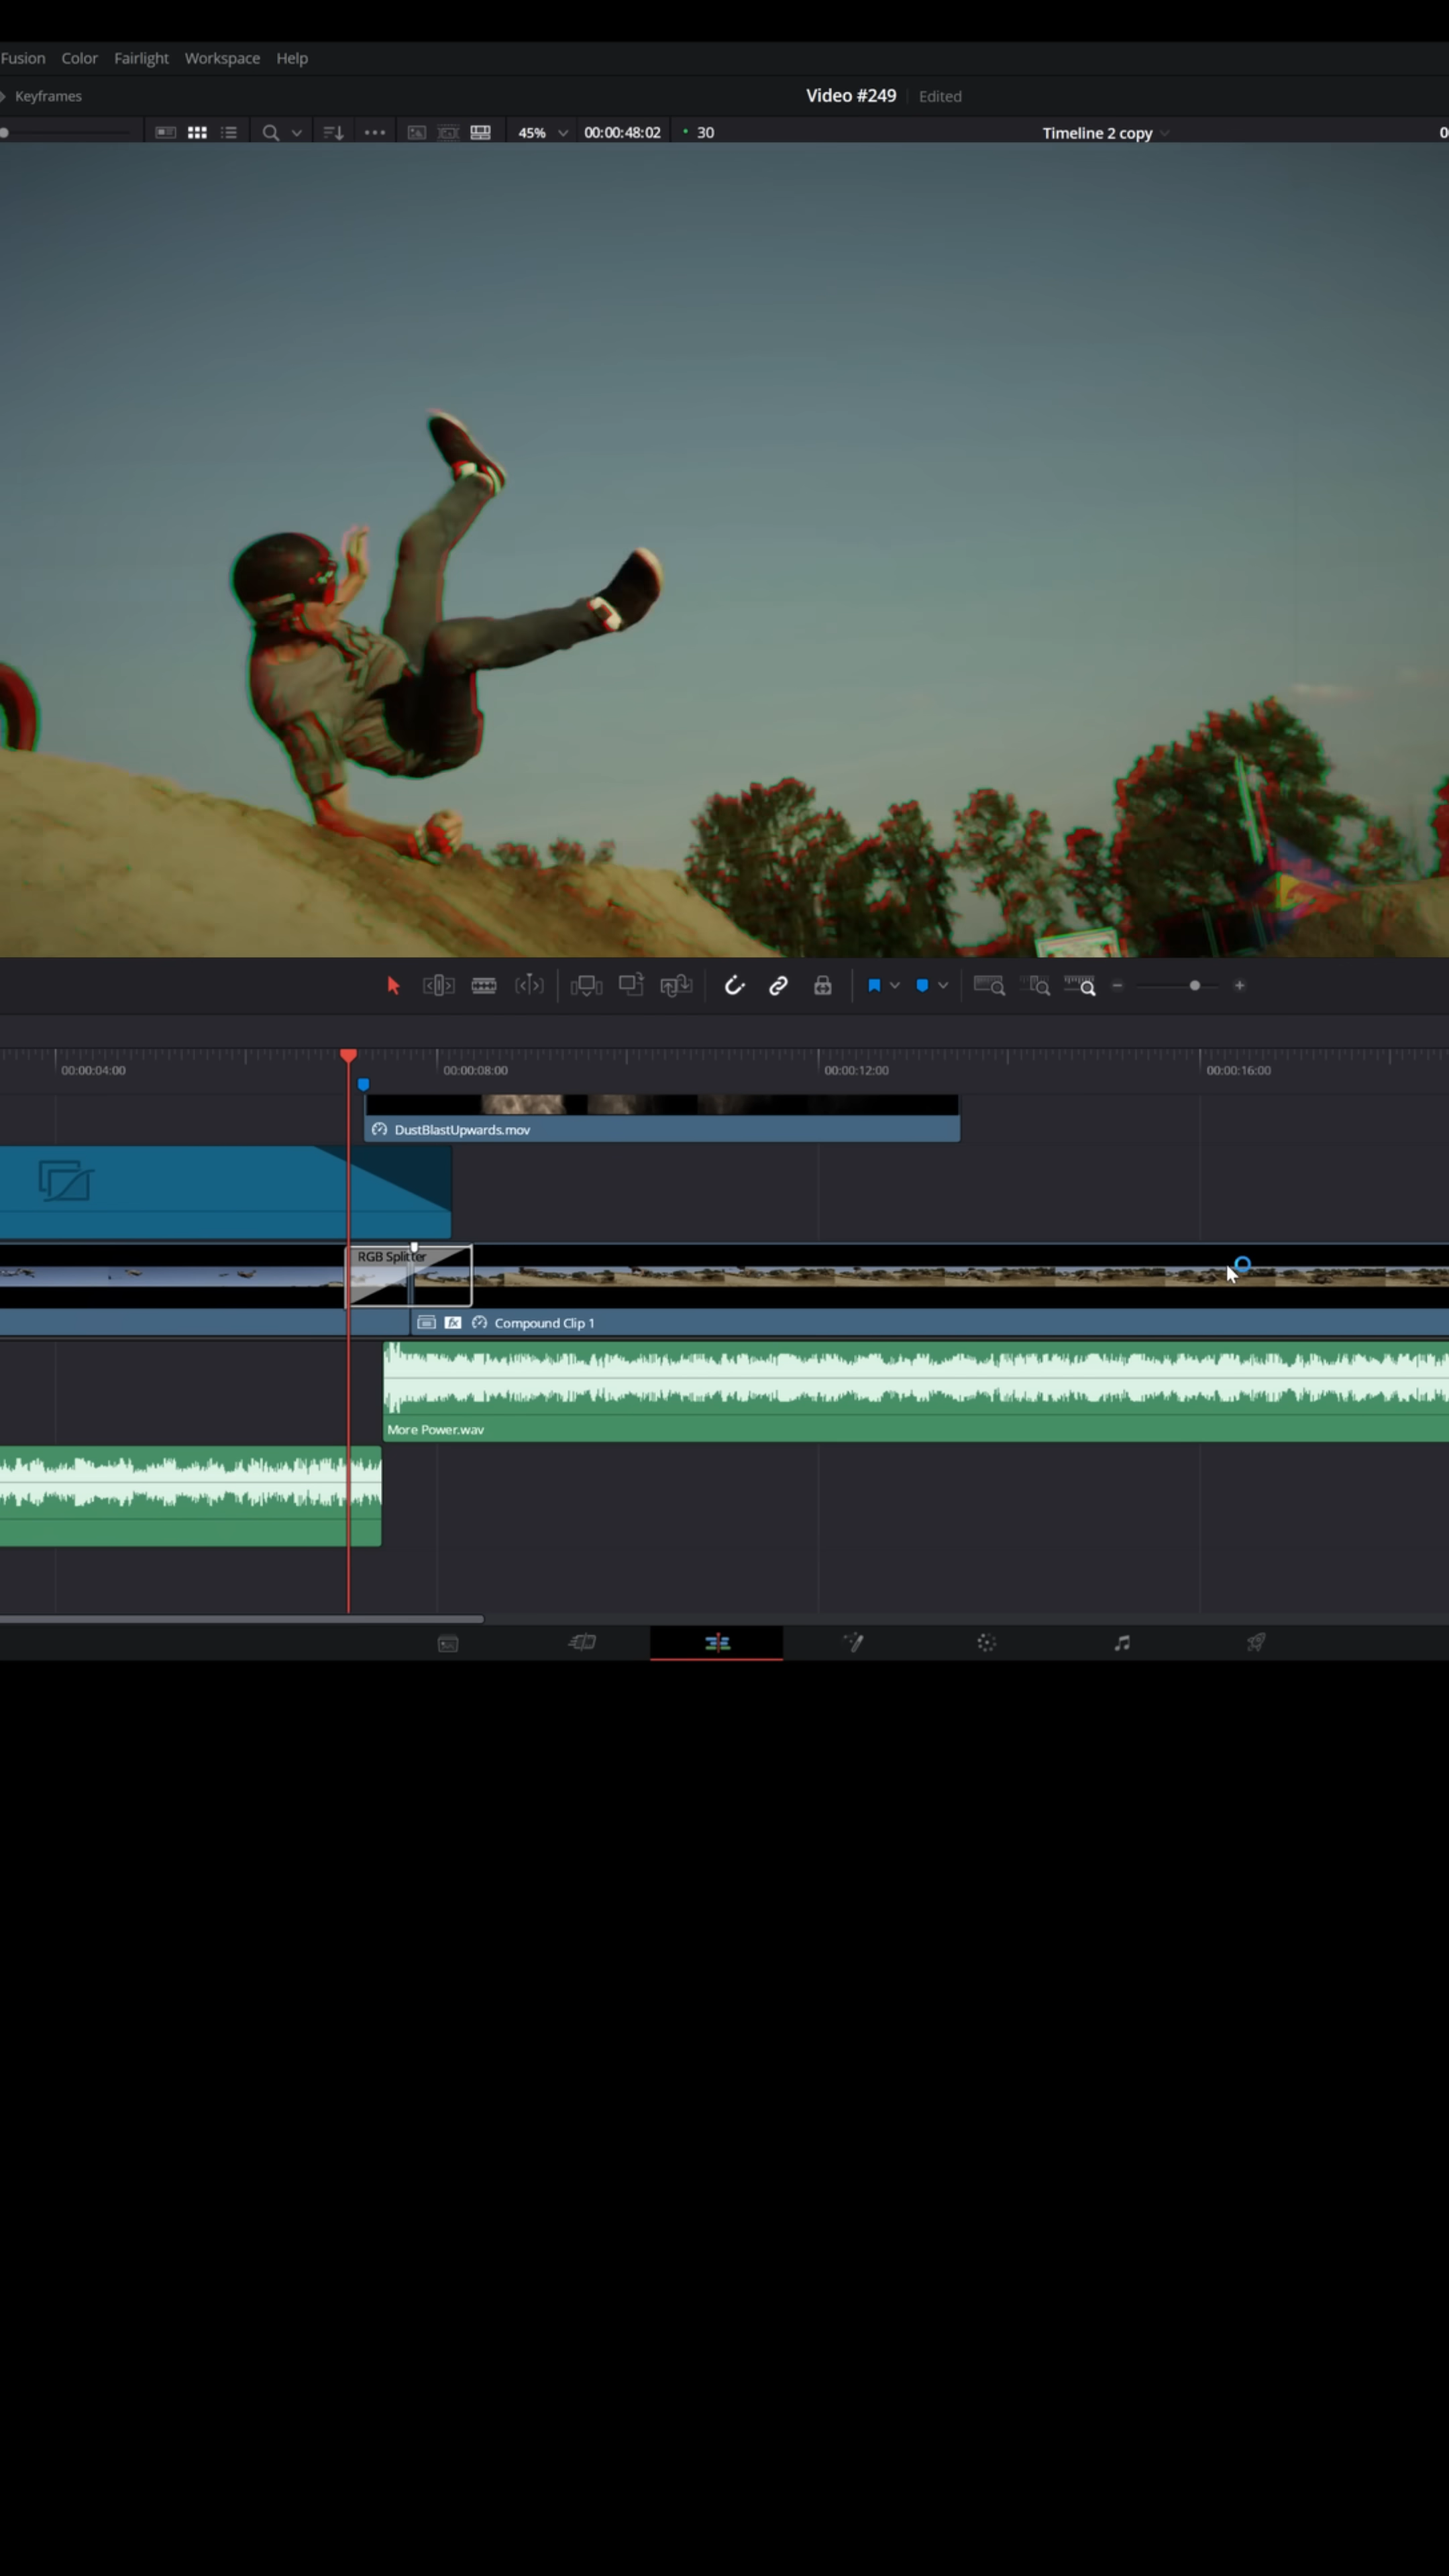 Fusion Color Fairlight Workspace Help
Keyframes
Video #249 Edited
45% 00:00:48:02 30 Timeline 2 copy 0
00:00:04:00 00:00:08:00 00:00:12:00 00:00:16:00
DustBlastUpwards.mov
RGB Splitter
fx Compound Clip 1
More Power.wav